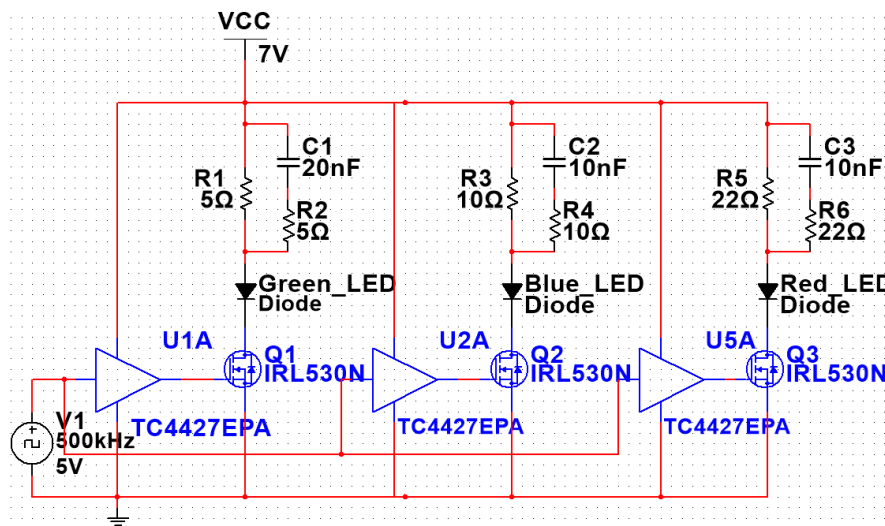 VCC
7V
C1
20nF
R1
5Ω
R2
5Ω
C2
10nF
R3
10Ω
R4
10Ω
C3
10nF
R5
22Ω
R6
22Ω
Green_LED
Diode
Blue_LED
Diode
Red_LED
Diode
U1A
Q1
IRL530N
U2A
Q2
IRL530N
U5A
Q3
IRL530N
TC4427EPA
TC4427EPA
TC4427EPA
V1
500kHz
5V